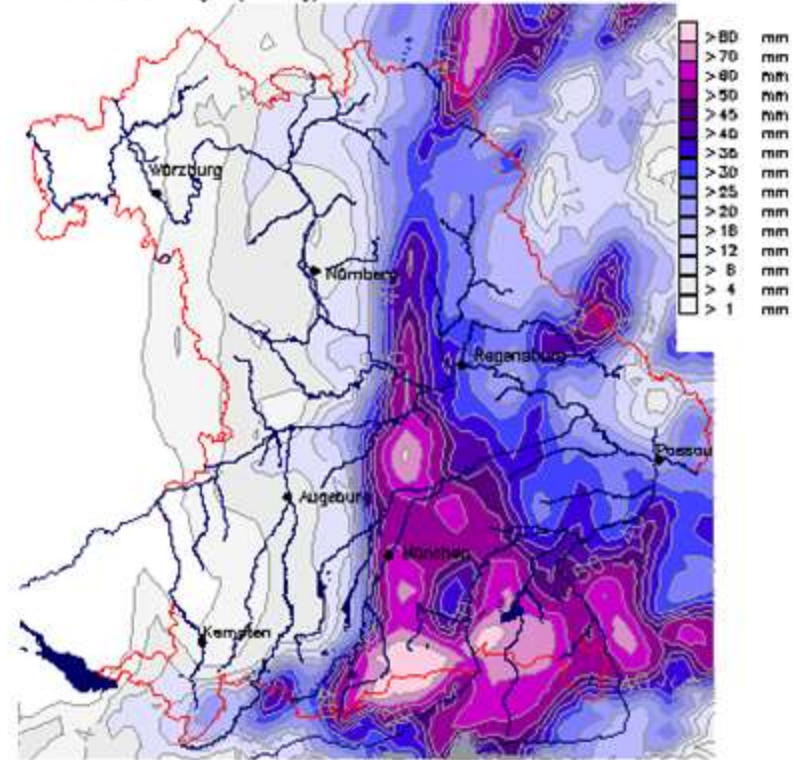 >80 mm
>70 mm
>60 mm
>50 mm
>45 mm
>40 mm
>35 mm
>30 mm
>25 mm
>20 mm
>16 mm
>12 mm
> 8 mm
> 4 mm
> 1 mm
Würzburg
Nürnberg
Regensburg
Passau
Augsburg
München
Kempten